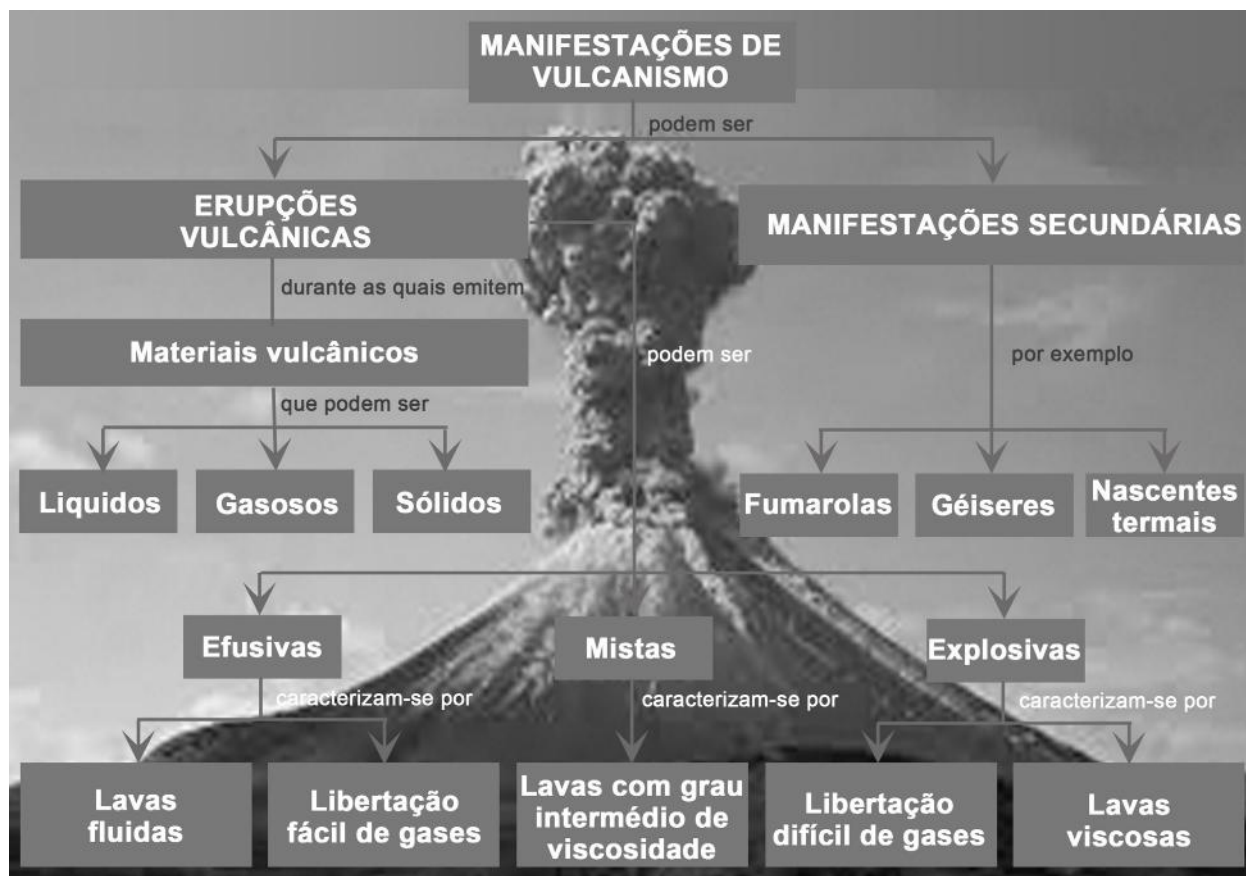 MANIFESTAÇÕES DE
VULCANISMO
podem ser
ERUPÇÕES
VULCÂNICAS
MANIFESTAÇÕES SECUNDÁRIAS
durante as quais emitem
Materiais vulcânicos
podem ser
por exemplo
que podem ser
Liquidos
Gasosos
Sólidos
Fumarolas
Géiseres
Nascentes
termais
Efusivas
Mistas
Explosivas
caracterizam-se por
caracterizam-se por
caracterizam-se por
Lavas
fluidas
Libertação
fácil de gases
Lavas com grau
intermédio de
viscosidade
Libertação
difícil de gases
Lavas
viscosas